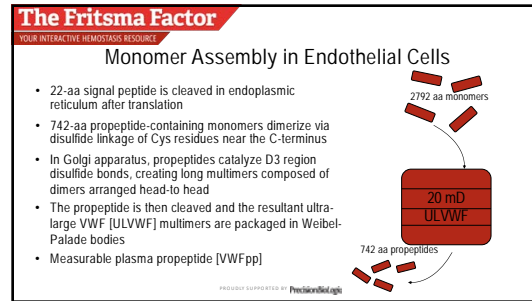 The Fritsma Factor
YOUR INTERACTIVE HEMOSTASIS RESOURCE
Monomer Assembly in Endothelial Cells
• 22-aa signal peptide is cleaved in endoplasmic
reticulum after translation
• 742-aa propeptide-containing monomers dimerize via
disulfide linkage of Cys residues near the C-terminus
• In Golgi apparatus, propeptides catalyze D3 region
disulfide bonds, creating long multimers composed of
dimers arranged head-to head
• The propeptide is then cleaved and the resultant ultra-
large VWF [ULVWF] multimers are packaged in Weibel-
Palade bodies
• Measurable plasma propeptide [VWFpp]
2792 aa monomers
20 mD
ULVWF
742 aa propeptides
PROUDLY SUPPORTED BY PrecisionBioLogic